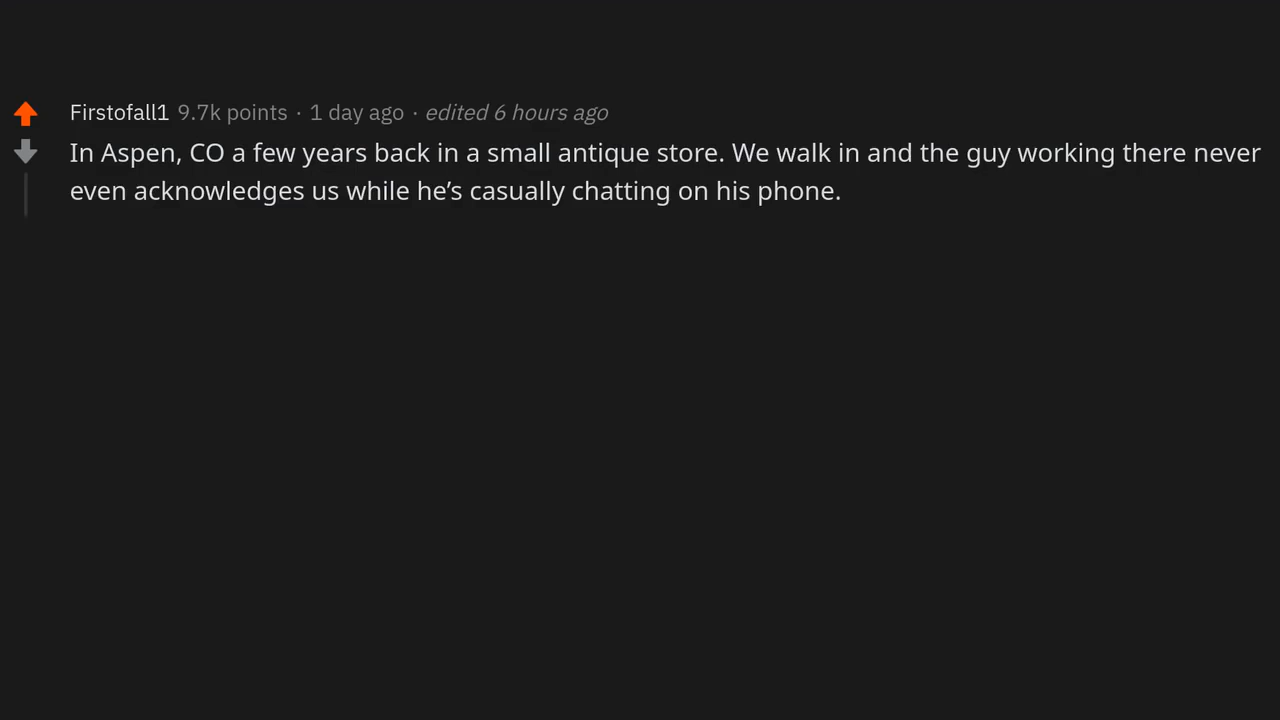 Firstofall1 9.7k points · 1 day ago · edited 6 hours ago
In Aspen, CO a few years back in a small antique store. We walk in and the guy working there never
even acknowledges us while he’s casually chatting on his phone.